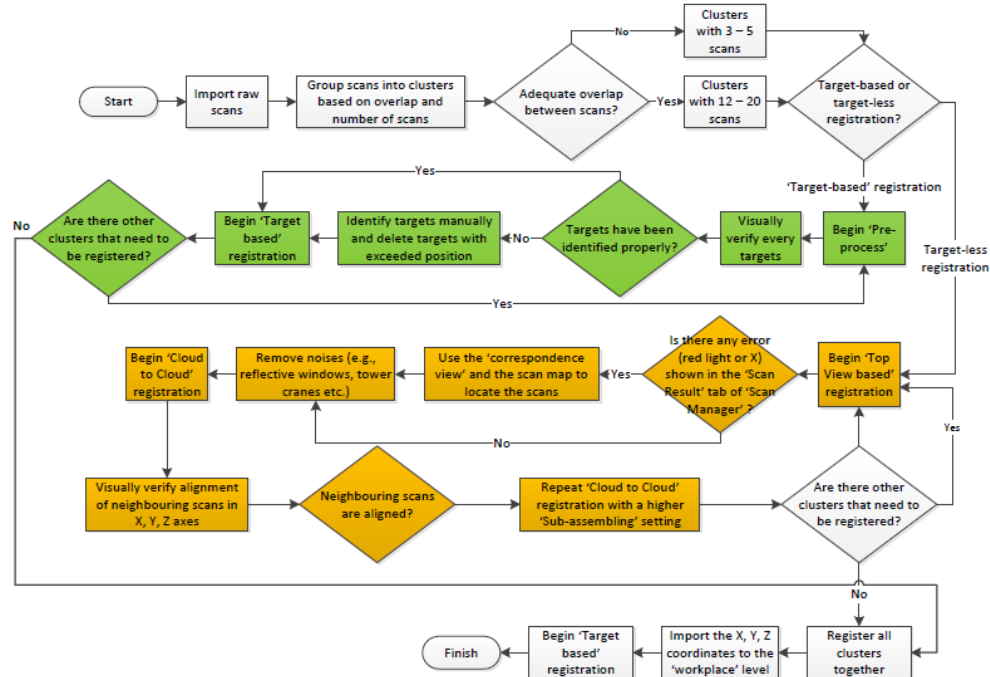 Start
Import raw
scans
Group scans into clusters
based on overlap and
number of scans
Adequate overlap
between scans?
No
Clusters
with 3 – 5
scans
Yes
Clusters
with 12 – 20
scans
Target-based or
target-less
registration?
'Target-based' registration
Target-less
registration
Begin 'Pre-
process'
Visually
verify every
targets
Targets have been
identified properly?
Yes
No
Identify targets manually
and delete targets with
exceeded position
Begin 'Target
based'
registration
Are there other
clusters that need to
be registered?
No
Yes
Begin 'Top
View based'
registration
Is there any error
(red light or X)
shown in the 'Scan
Result' tab of 'Scan
Manager' ?
Yes
No
Use the 'correspondence
view' and the scan map to
locate the scans
Remove noises (e.g.,
reflective windows, tower
cranes etc.)
Begin 'Cloud
to Cloud'
registration
Visually verify alignment
of neighbouring scans in
X, Y, Z axes
Neighbouring scans
are aligned?
Repeat 'Cloud to Cloud'
registration with a higher
'Sub-assembling' setting
Are there other
clusters that need to
be registered?
Yes
No
Register all
clusters
together
Import the X, Y, Z
coordinates to the
'workplace' level
Begin 'Target
based'
registration
Finish